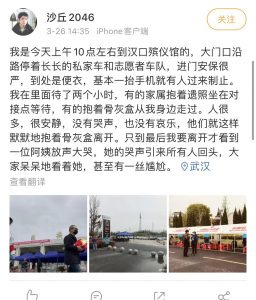 沙丘2046
3-26 14:35 iPhone客户端
关注
我是今天上午10点左右到汉口殡仪馆的，大门口沿
路停着长长的私家车和志愿者车队，进门安保很
严，到处是便衣，基本一抬手机就有人过来制止。
我在里面待了两个小时，有的家属抱着遗照坐在对
接点等待，有的抱着骨灰盒从我身边走过。人很
多，很安静，没有哭声，也没有哀乐，他们就这样
默默地抱着骨灰盒离开。只到最后我要离开才看到
一位阿姨放声大哭，她的哭声引来所有人回头，大
家呆呆地看着她，甚至有一丝尴尬。武汉
查看翻译